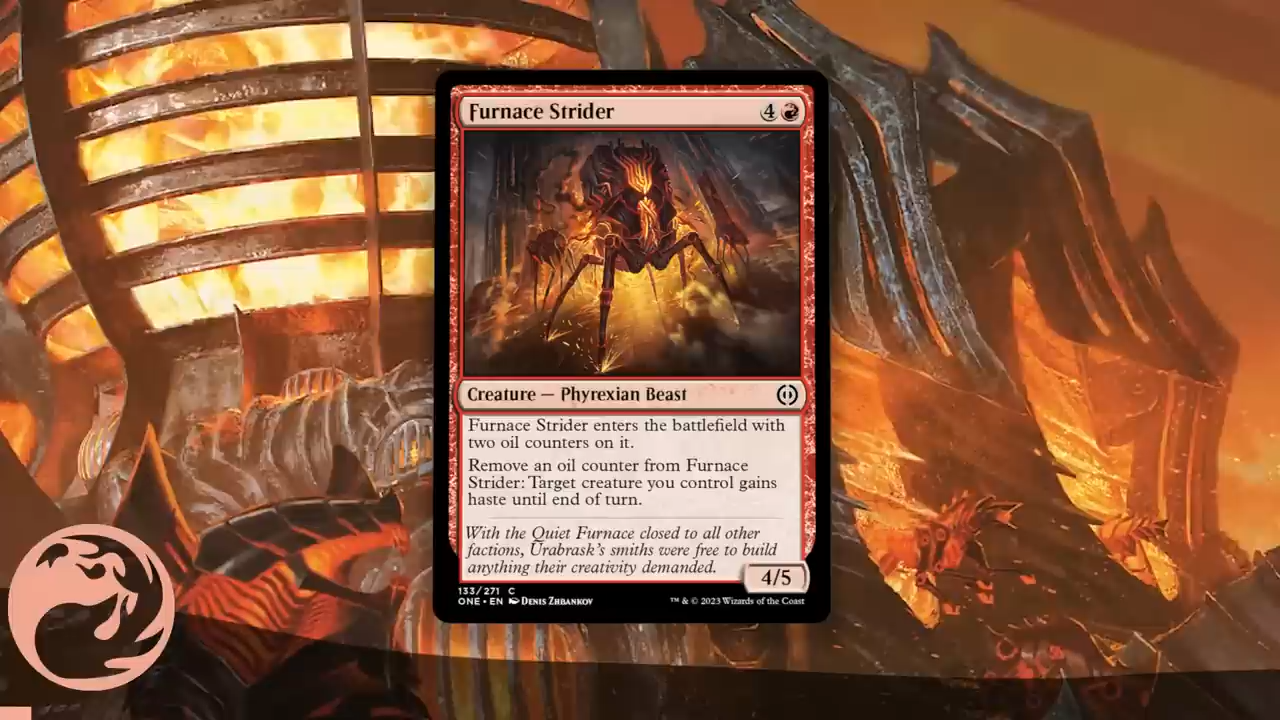 Furnace Strider 4
Creature — Phyrexian Beast
Furnace Strider enters the battlefield with
two oil counters on it.
Remove an oil counter from Furnace
Strider: Target creature you control gains
haste until end of turn.
With the Quiet Furnace closed to all other
factions, Urabrask's smiths were free to build
anything their creativity demanded.
4/5
133/271 C
ONE • EN Denis Zhbankov ™ & © 2023 Wizards of the Coast